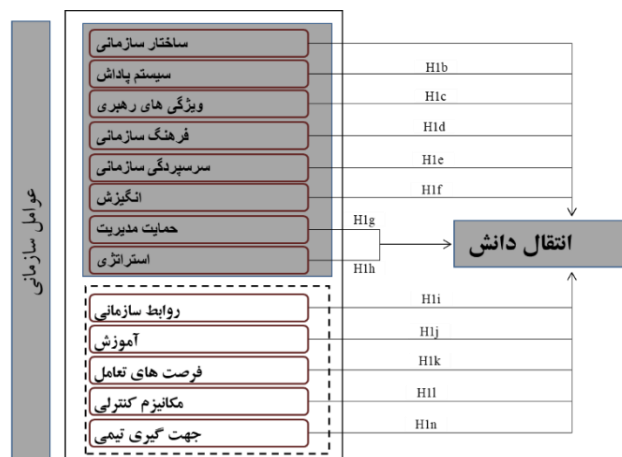 عوامل سازمانی
ساختار سازمانی
سیستم پاداش
H1b
ویژگی های رهبری
H1c
فرهنگ سازمانی
H1d
سرسپردگی سازمانی
H1e
انگیزش
H1f
حمایت مدیریت
H1g
استراتژی
H1h
انتقال دانش
روابط سازمانی
H1i
آموزش
H1j
فرصت های تعامل
H1k
مکانیزم کنترلی
H1l
جهت گیری تیمی
H1n